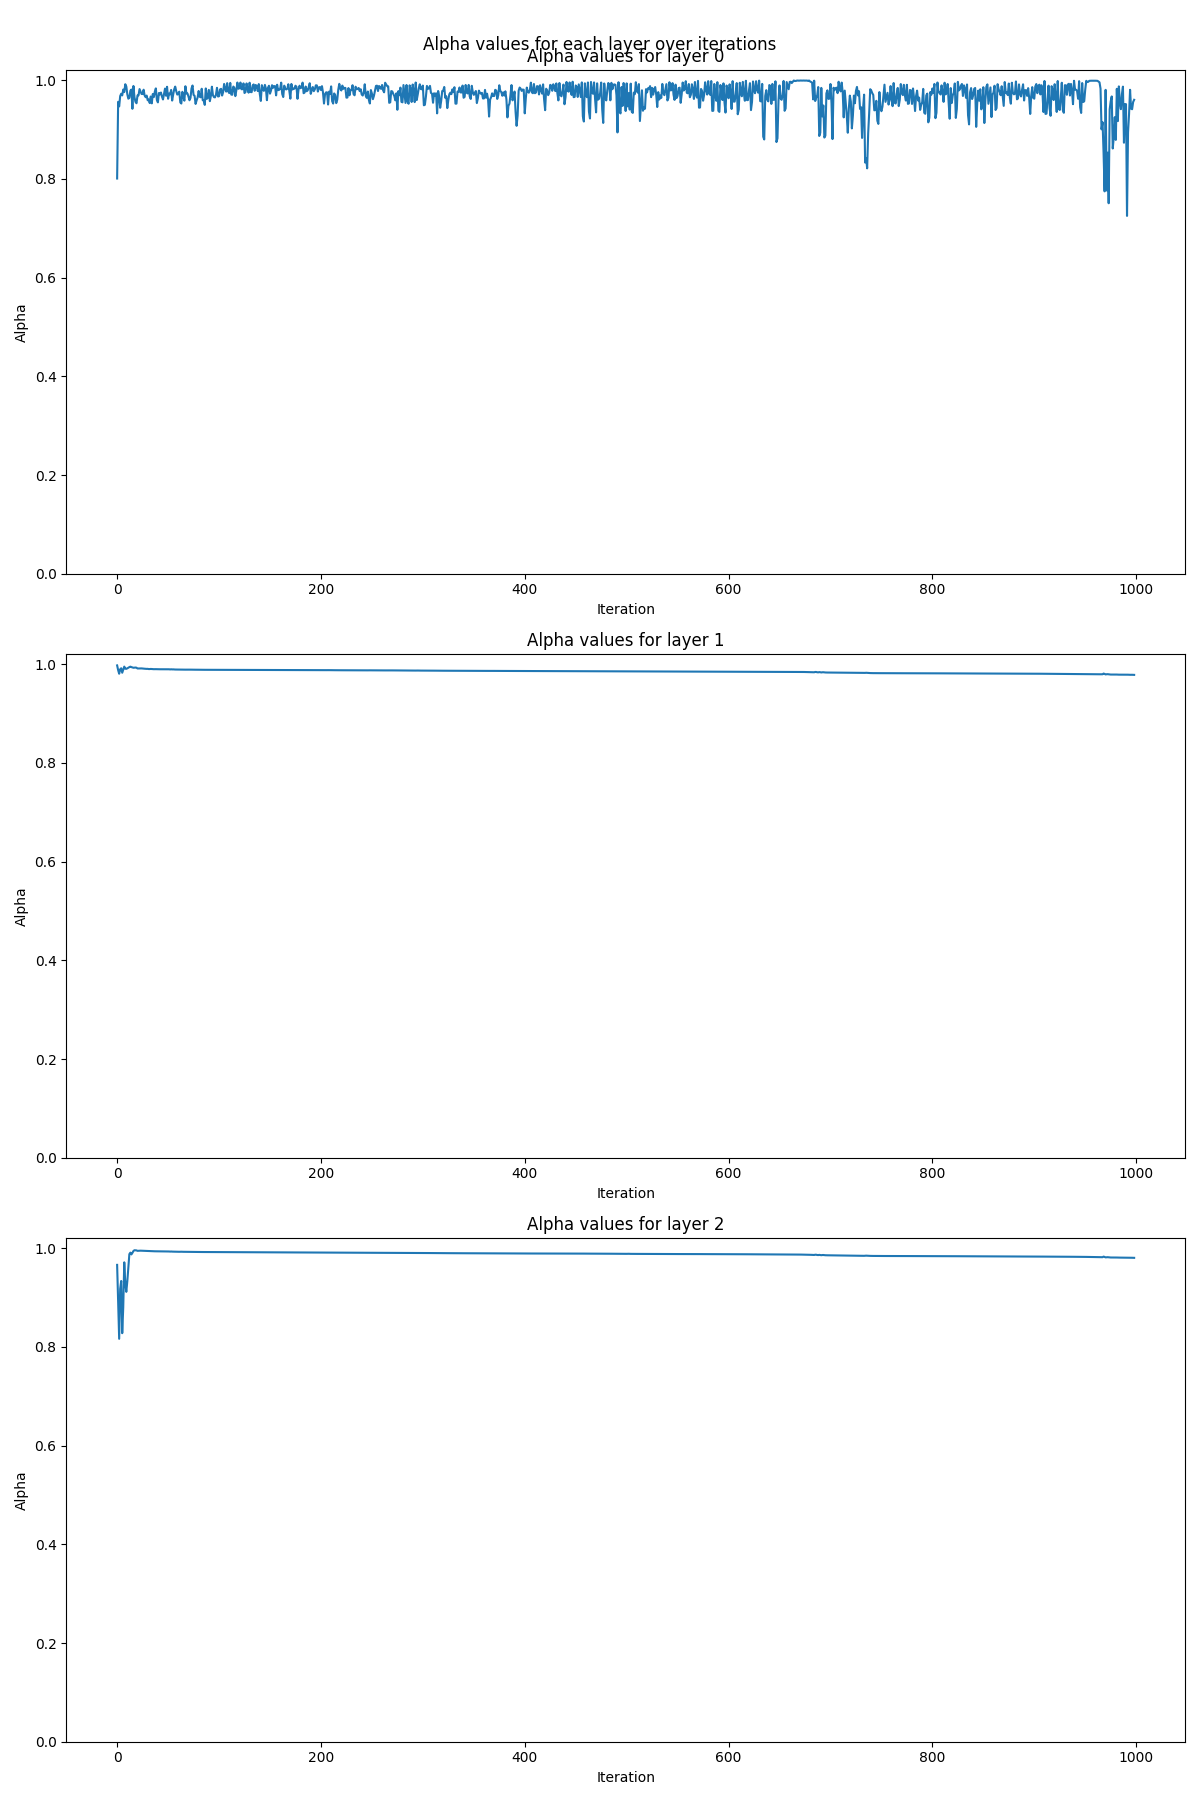 Alpha values for each layer over iterations
Alpha values for layer 0
1.0
0.8
0.6
0.4
0.2
0.0
Alpha
0 200 400 600 800 1000
Iteration
Alpha values for layer 1
1.0
0.8
0.6
0.4
0.2
0.0
Alpha
0 200 400 600 800 1000
Iteration
Alpha values for layer 2
1.0
0.8
0.6
0.4
0.2
0.0
Alpha
0 200 400 600 800 1000
Iteration